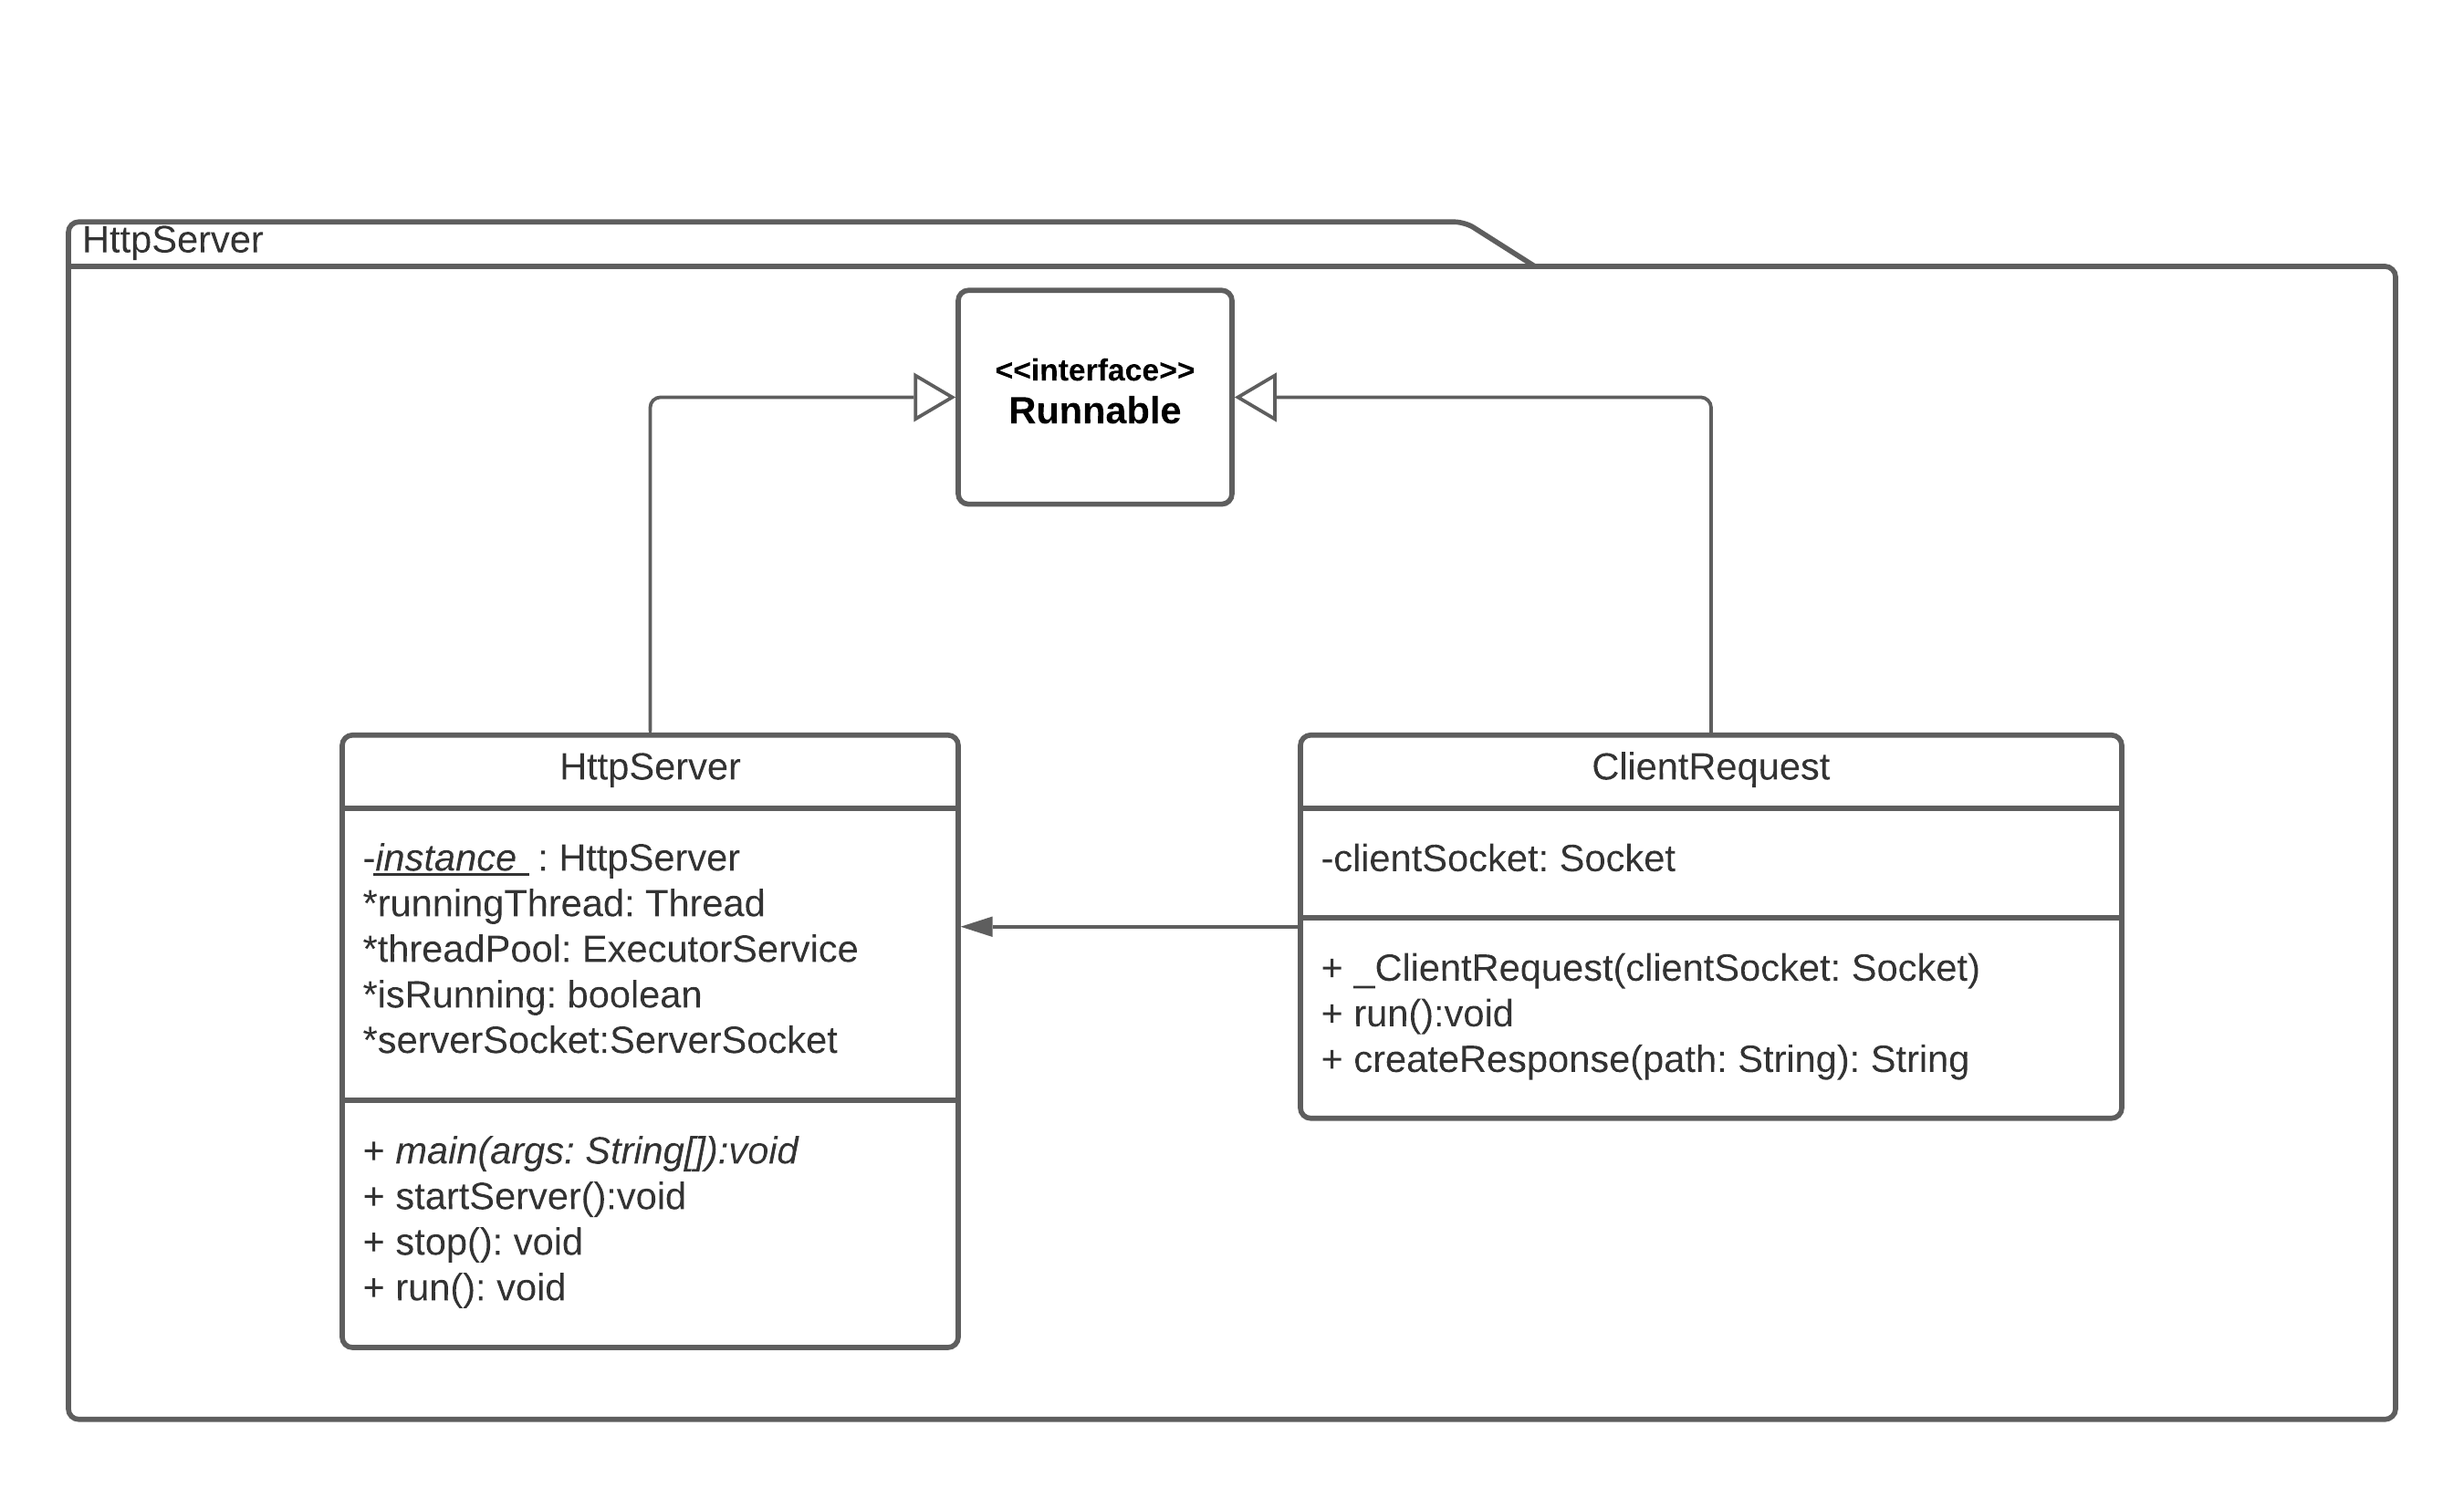 HttpServer
<<interface>>
Runnable
HttpServer
-instance  : HttpServer
*runningThread: Thread
*threadPool: ExecutorService
*isRunning: boolean
*serverSocket:ServerSocket
+ main(args: String[]):void
+ startServer():void
+ stop(): void
+ run(): void
ClientRequest
-clientSocket: Socket
+ _ClientRequest(clientSocket: Socket)
+ run():void
+ createResponse(path: String): String